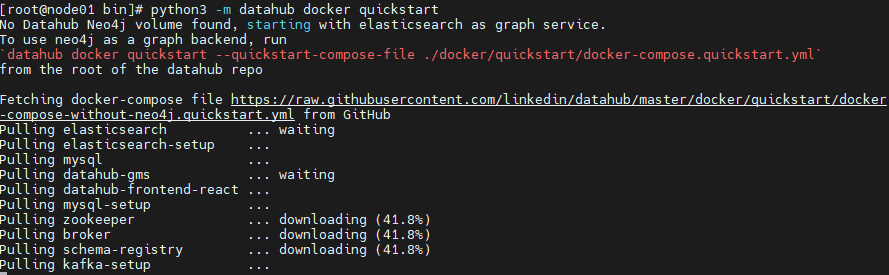 [root@node01 bin]# python3 -m datahub docker quickstart
No Datahub Neo4j volume found, starting with elasticsearch as graph service.
To use neo4j as a graph backend, run
`datahub docker quickstart --quickstart-compose-file ./docker/quickstart/docker-compose.quickstart.yml`
from the root of the datahub repo

Fetching docker-compose file https://raw.githubusercontent.com/linkedin/datahub/master/docker/quickstart/docker
-compose-without-neo4j.quickstart.yml from GitHub
Pulling elasticsearch          ... waiting
Pulling elasticsearch-setup    ...
Pulling mysql                  ...
Pulling datahub-gms            ... waiting
Pulling datahub-frontend-react ...
Pulling mysql-setup            ...
Pulling zookeeper              ... downloading (41.8%)
Pulling broker                 ... downloading (41.8%)
Pulling schema-registry        ... downloading (41.8%)
Pulling kafka-setup            ...